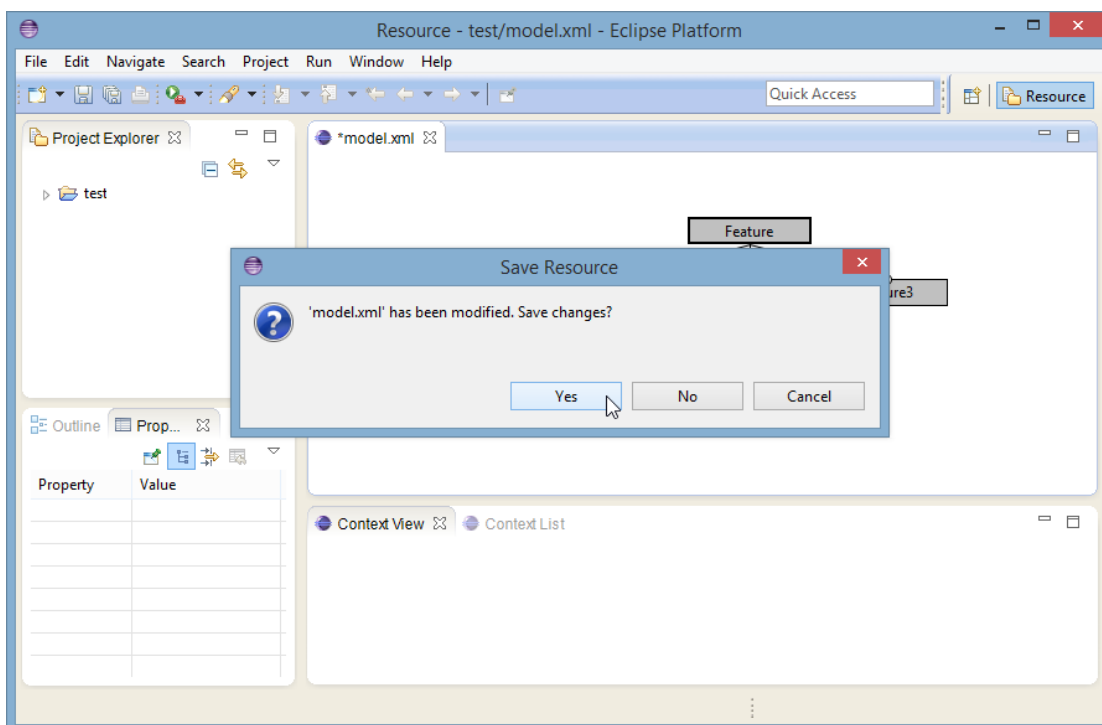 Resource - test/model.xml - Eclipse Platform
File Edit Navigate Search Project Run Window Help
Quick Access
Resource
Project Explorer
*model.xml
test
Feature
ure3
Save Resource
'model.xml' has been modified. Save changes?
Yes No Cancel
Outline Prop...
Property Value
Context View Context List